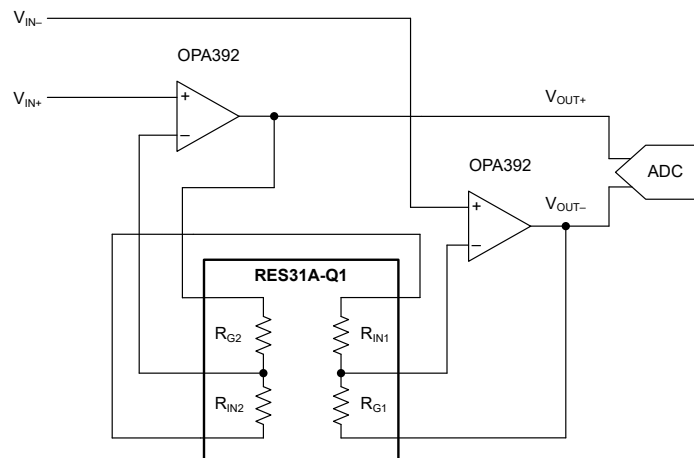 V_IN–
OPA392
V_IN+
+
–
V_OUT+
OPA392
ADC
V_OUT–
+
–
RES31A-Q1
R_G2
R_IN1
R_IN2
R_G1